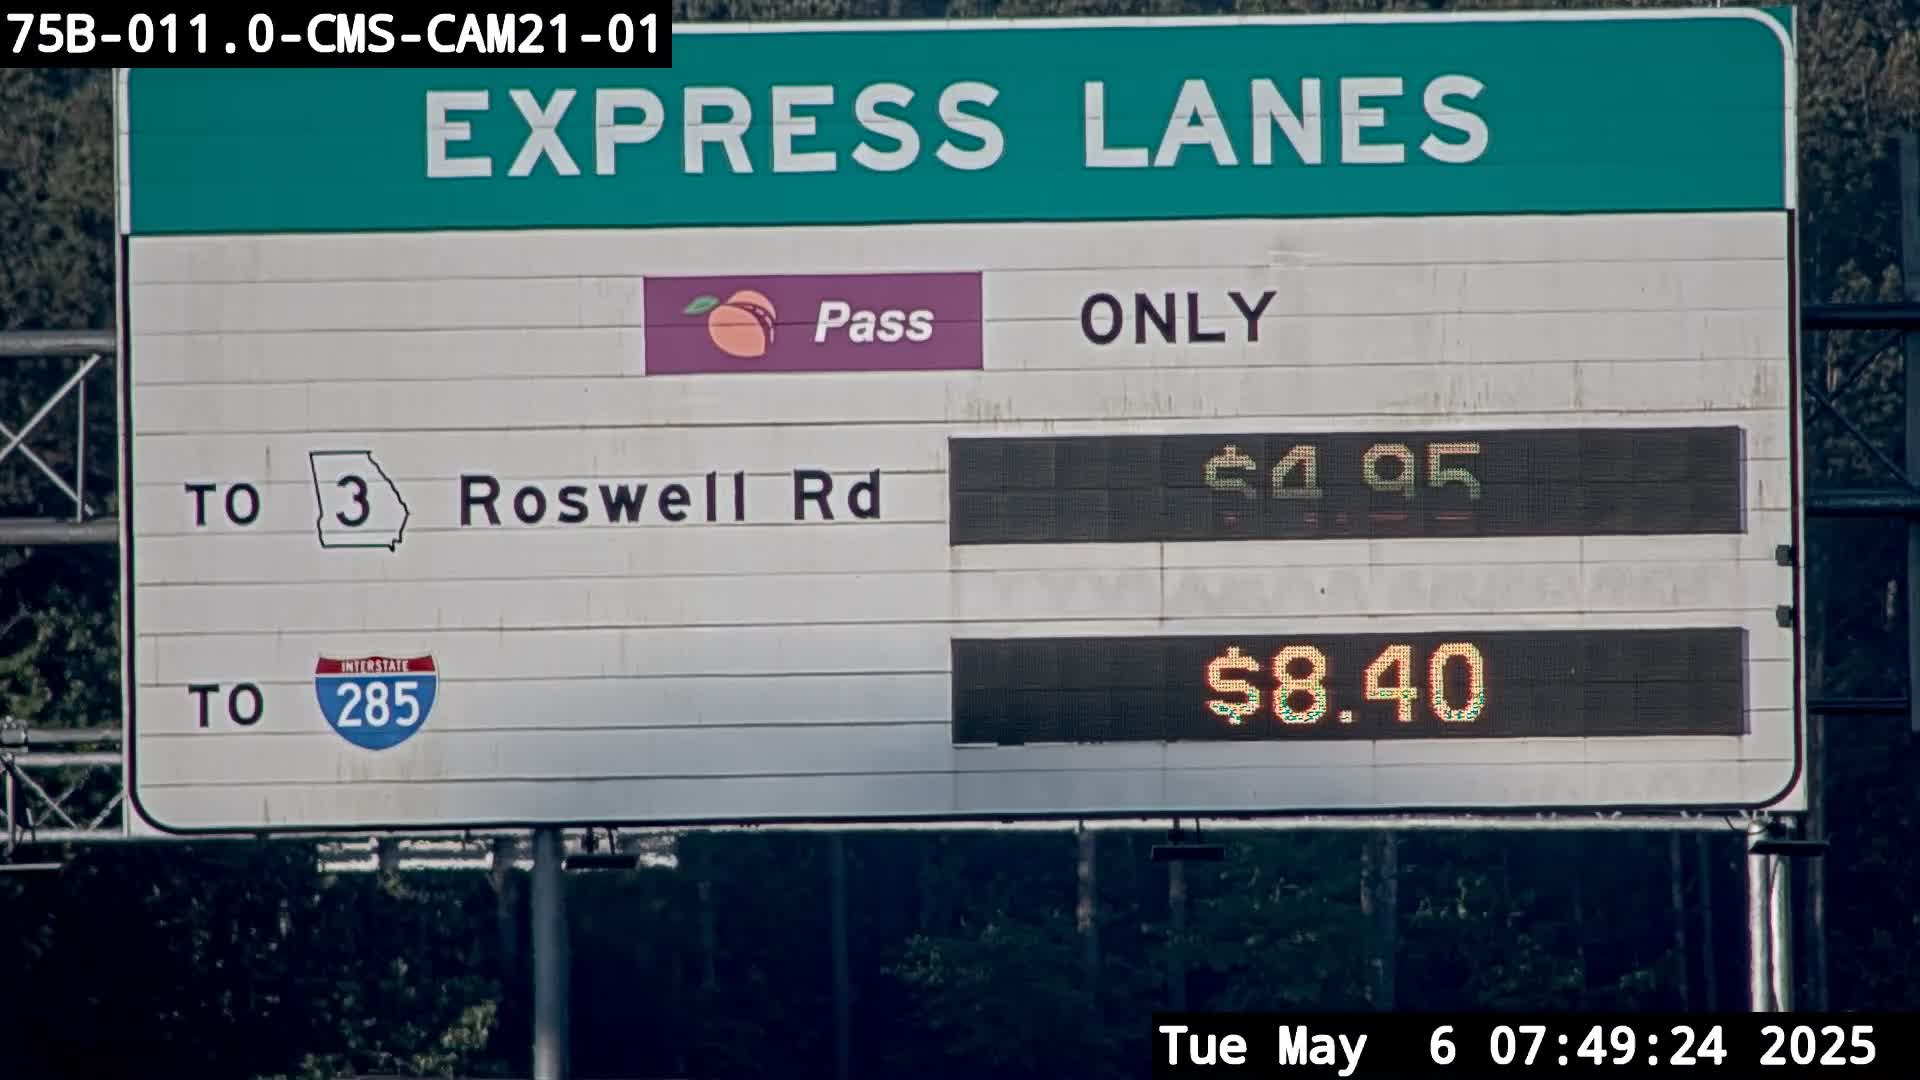 75B-011.0-CMS-CAM21-01
EXPRESS LANES
Pass ONLY
TO 3 Roswell Rd $4.95
TO INTERSTATE 285 $8.40
Tue May 6 07:49:24 2025